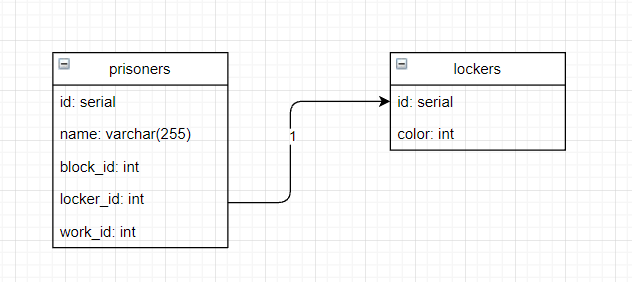 prisoners
id: serial
name: varchar(255)
block_id: int
locker_id: int
work_id: int
1
lockers
id: serial
color: int